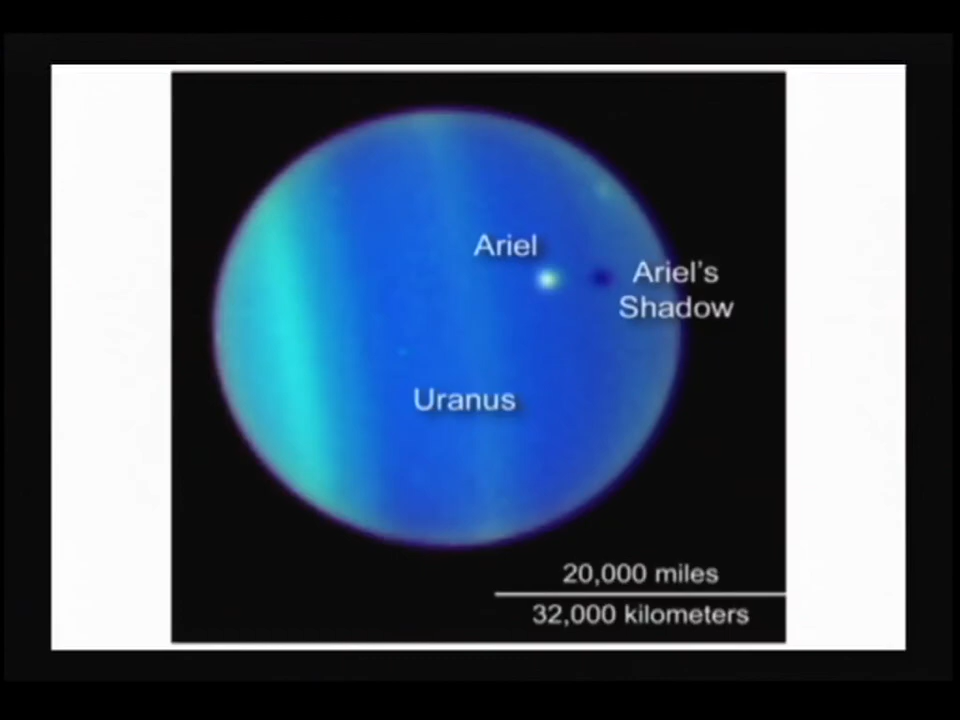 Ariel
Ariel's
Shadow
Uranus
20,000 miles
32,000 kilometers